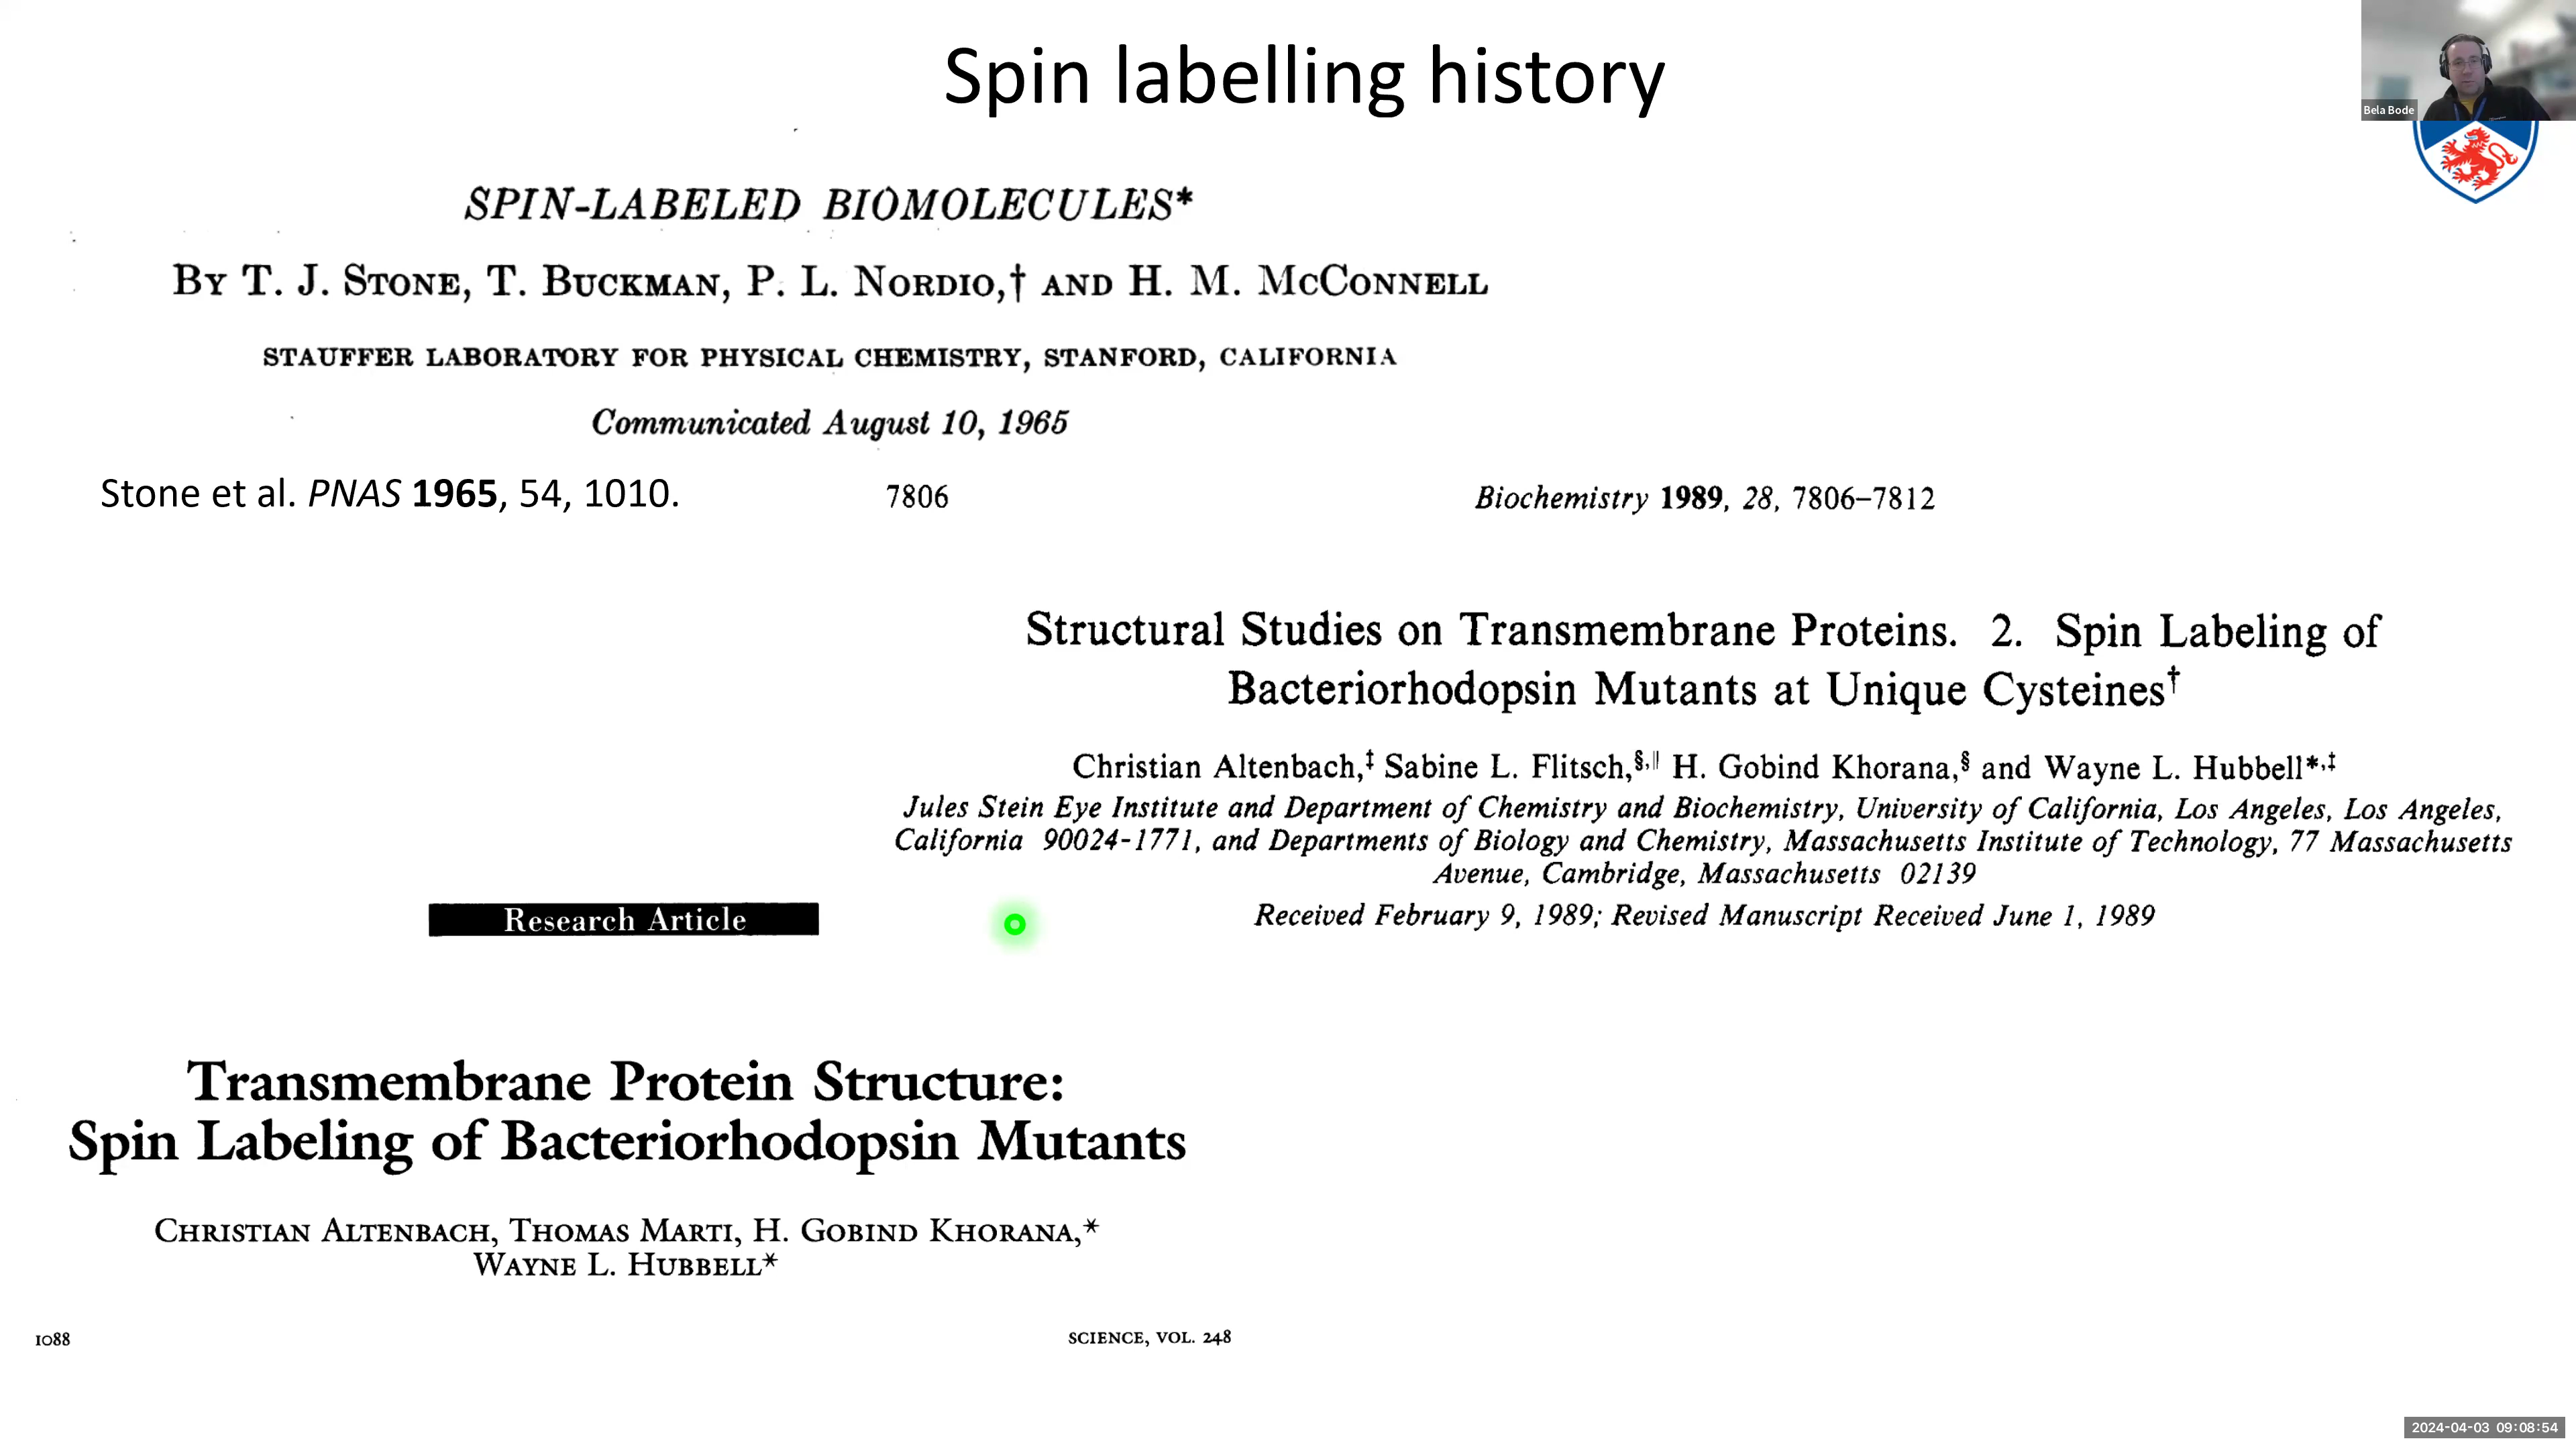 Spin labelling history
Bela Bode
SPIN-LABELED BIOMOLECULES*
BY T. J. STONE, T. BUCKMAN, P. L. NORDIO,† AND H. M. MCCONNELL
STAUFFER LABORATORY FOR PHYSICAL CHEMISTRY, STANFORD, CALIFORNIA
Communicated August 10, 1965
Stone et al. PNAS 1965, 54, 1010.
7806
Biochemistry 1989, 28, 7806–7812
Structural Studies on Transmembrane Proteins. 2. Spin Labeling of
Bacteriorhodopsin Mutants at Unique Cysteines†
Christian Altenbach,‡ Sabine L. Flitsch,§,∥ H. Gobind Khorana,§ and Wayne L. Hubbell*,‡
Jules Stein Eye Institute and Department of Chemistry and Biochemistry, University of California, Los Angeles, Los Angeles,
California 90024-1771, and Departments of Biology and Chemistry, Massachusetts Institute of Technology, 77 Massachusetts
Avenue, Cambridge, Massachusetts 02139
Received February 9, 1989; Revised Manuscript Received June 1, 1989
Research Article
Transmembrane Protein Structure:
Spin Labeling of Bacteriorhodopsin Mutants
CHRISTIAN ALTENBACH, THOMAS MARTI, H. GOBIND KHORANA,*
WAYNE L. HUBBELL*
1088
SCIENCE, VOL. 248
2024-04-03 09:08:54